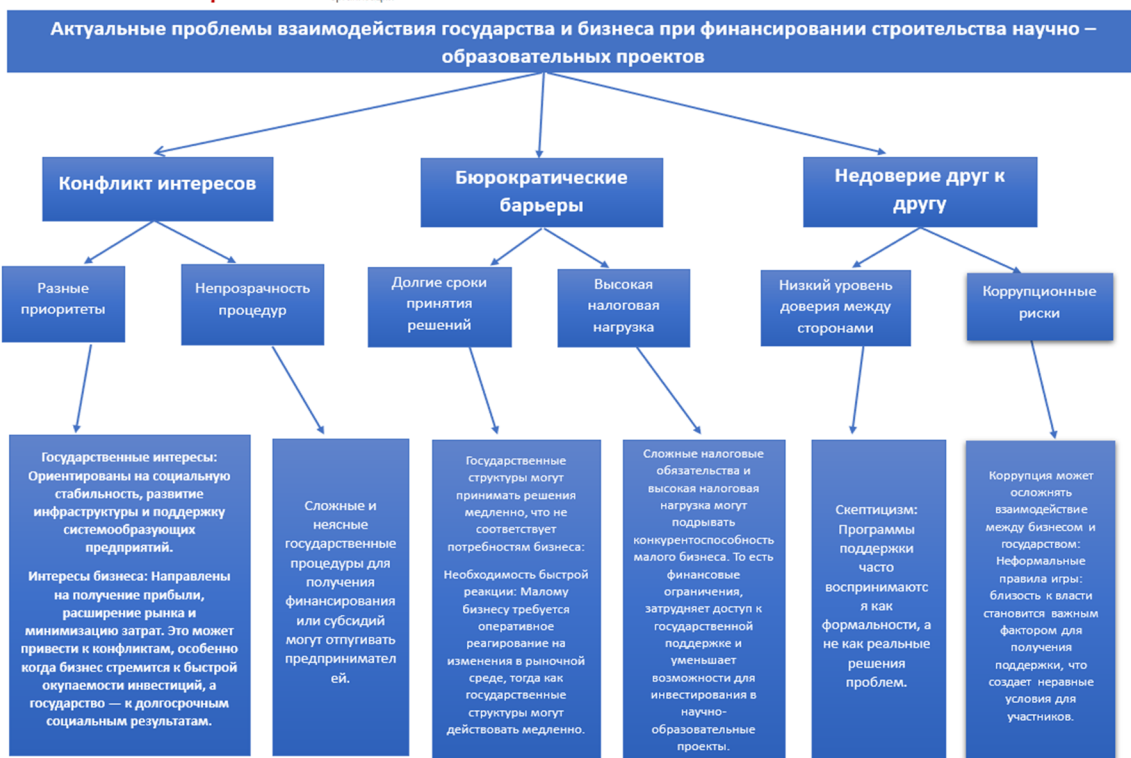 Актуальные проблемы взаимодействия государства и бизнеса при финансировании строительства научно –
образовательных проектов
Конфликт интересов
Бюрократические
барьеры
Недоверие друг к
другу
Разные
приоритеты
Непрозрачность
процедур
Долгие сроки
принятия
решений
Высокая
налоговая
нагрузка
Низкий уровень
доверия между
сторонами
Коррупционные
риски
Государственные интересы:
Ориентированы на социальную
стабильность, развитие
инфраструктуры и поддержку
системообразующих
предприятий.
Интересы бизнеса: Направлены
на получение прибыли,
расширение рынка и
минимизацию затрат. Это может
привести к конфликтам, особенно
когда бизнес стремится к быстрой
окупаемости инвестиций, а
государство — к долгосрочным
социальным результатам.
Сложные и
неясные
государственные
процедуры для
получения
финансирования
или субсидий
могут отпугивать
предпринимател
ей.
Государственные
структуры могут
принимать решения
медленно, что не
соответствует
потребностям бизнеса:
Необходимость быстрой
реакции: Малому
бизнесу требуется
оперативное
реагирование на
изменения в рыночной
среде, тогда как
государственные
структуры могут
действовать медленно.
Сложные налоговые
обязательства и
высокая налоговая
нагрузка могут
подрывать
конкурентоспособность
малого бизнеса. То есть
финансовые
ограничения,
затрудняет доступ к
государственной
поддержке и
уменьшает
возможности для
инвестирования в
научно-
образовательные
проекты.
Скептицизм:
Программы
поддержки
часто
воспринимаютс
я как
формальности, а
не как реальные
решения
проблем.
Коррупция может
осложнять
взаимодействие
между бизнесом и
государством:
Неформальные
правила игры:
близость к власти
становится важным
фактором для
получения
поддержки, что
создает неравные
условия для
участников.